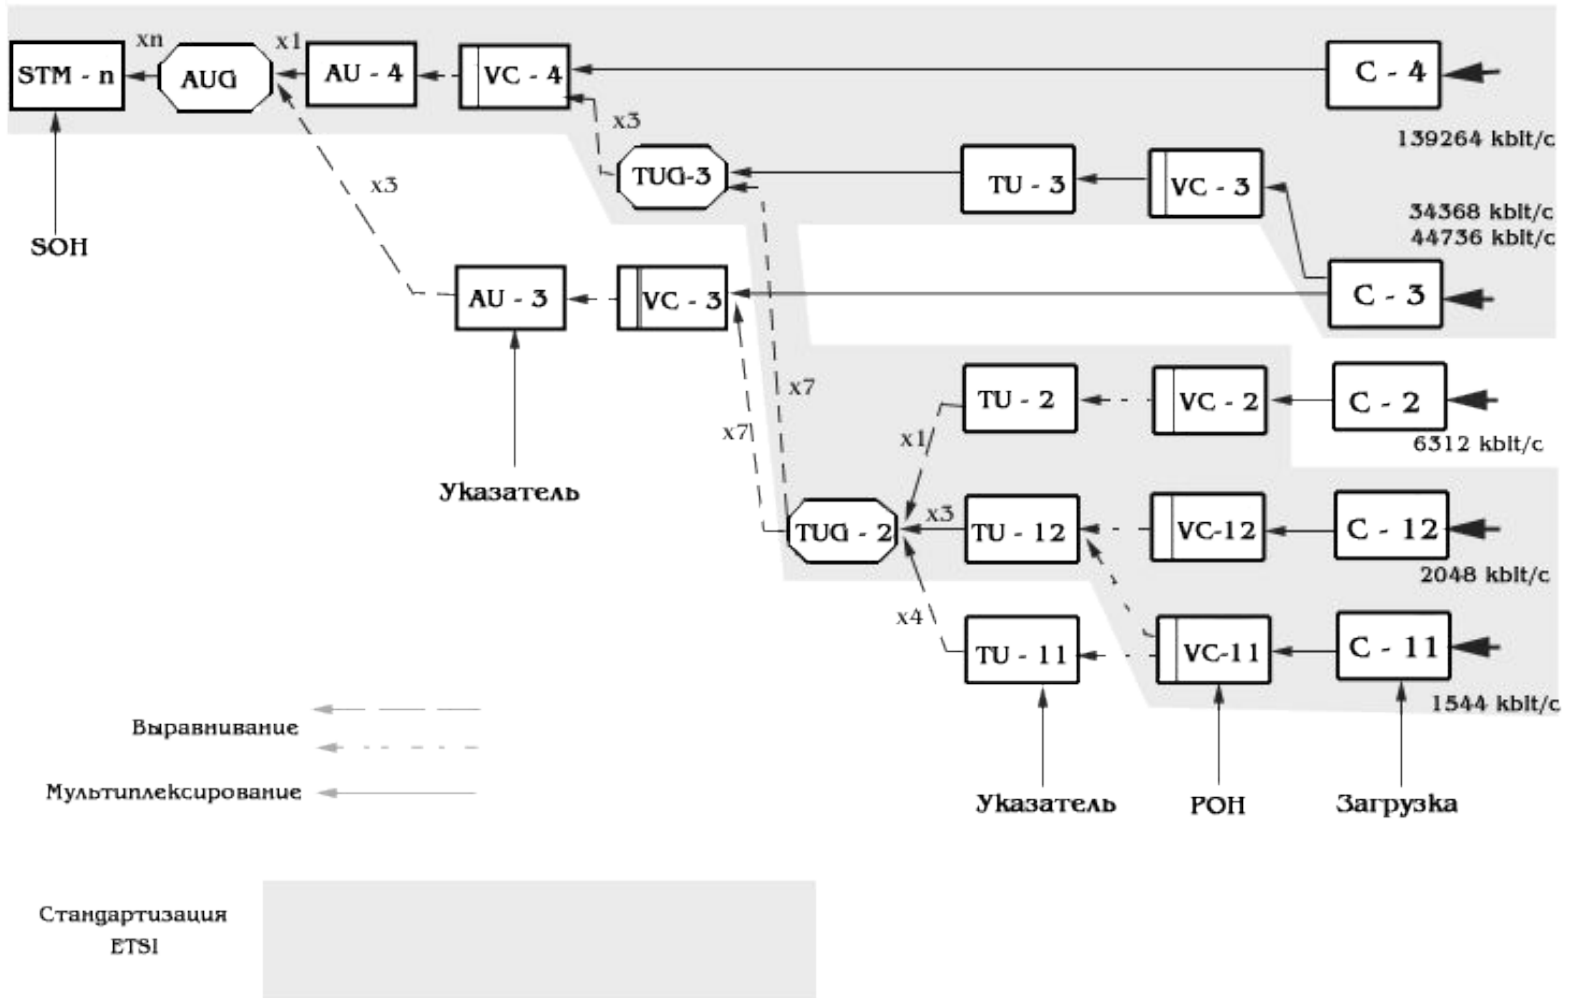 xn
x1
STM - n
AUG
AU - 4
VC - 4
C - 4
139264 kbit/c
x3
TUG-3
TU - 3
VC - 3
x3
34368 kbit/c
44736 kbit/c
SOH
AU - 3
VC - 3
C - 3
x7
x7
TU - 2
VC - 2
C - 2
x1
6312 kbit/c
Указатель
x3
TUG - 2
TU - 12
VC-12
C - 12
2048 kbit/c
x4
TU - 11
VC-11
C - 11
1544 kbit/c
Выравнивание
Мультиплексирование
Указатель
POH
Загрузка
Стандартизация
ETSI